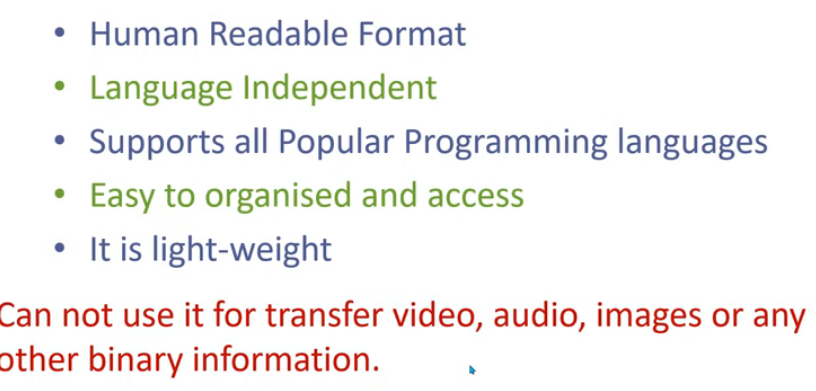 • Human Readable Format
• Language Independent
• Supports all Popular Programming languages
• Easy to organised and access
• It is light-weight
Can not use it for transfer video, audio, images or any
other binary information.